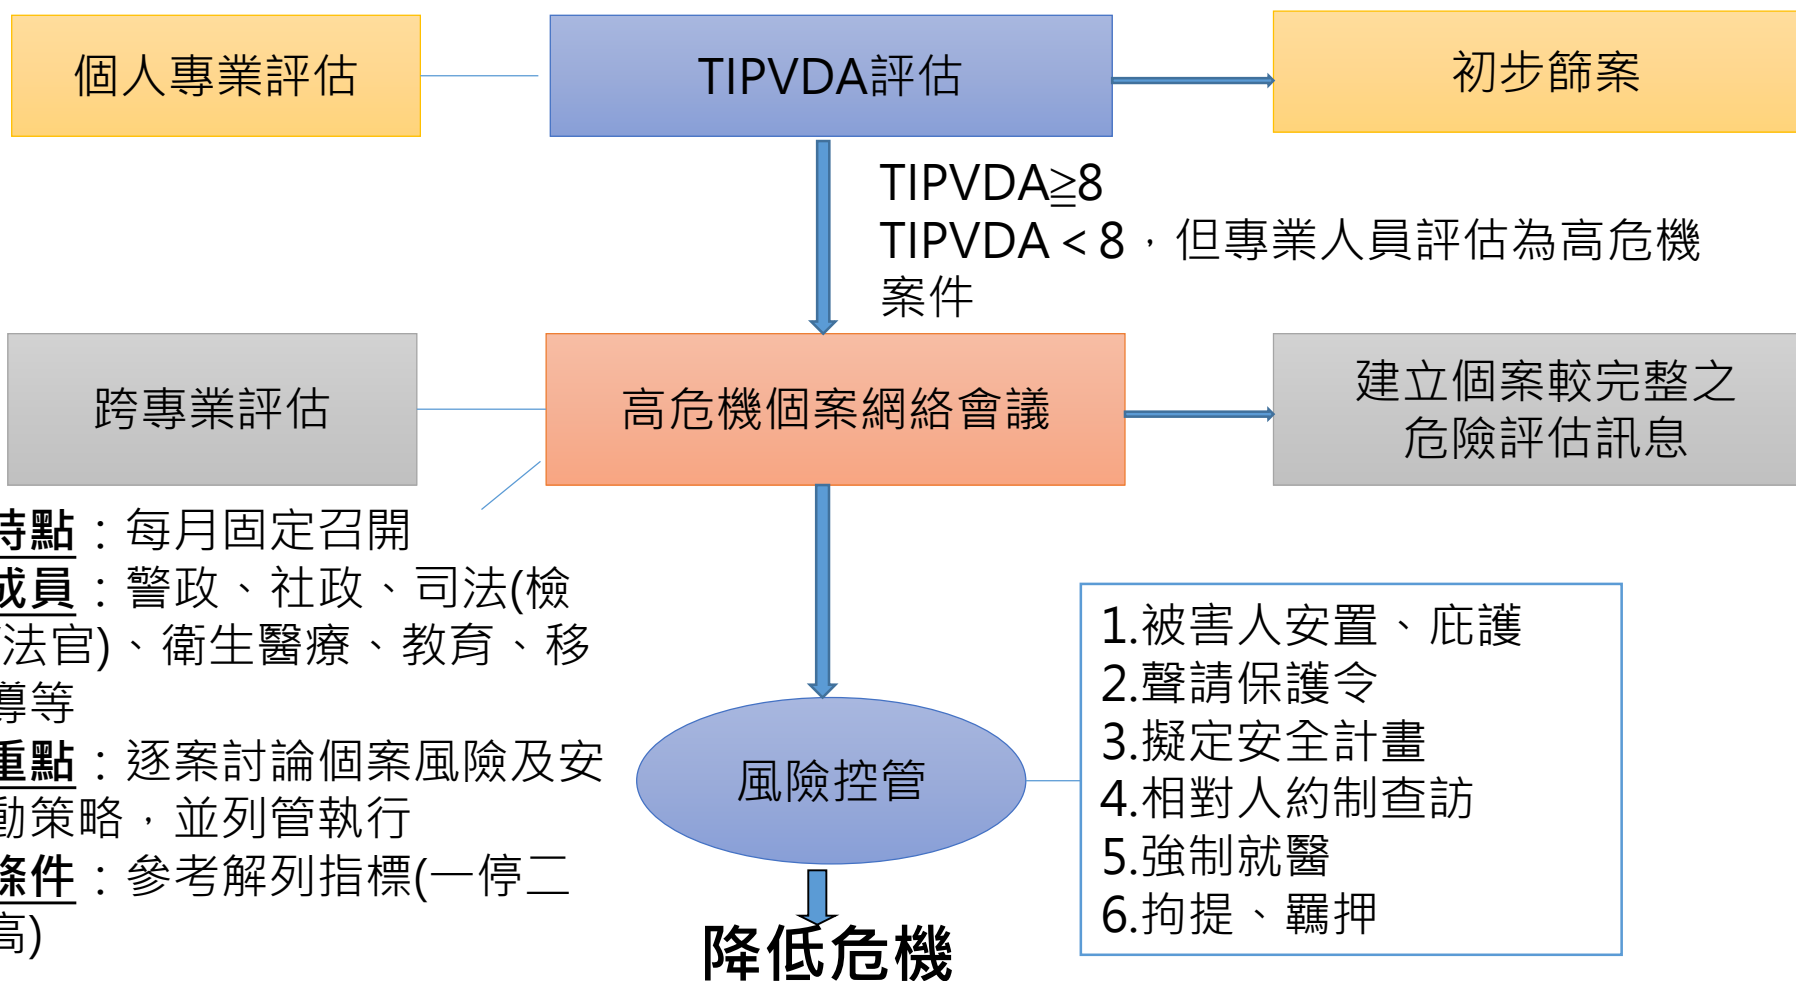 個人專業評估
TIPVDA評估
初步篩案
TIPVDA≧8
TIPVDA＜8，但專業人員評估為高危機
案件
跨專業評估
高危機個案網絡會議
建立個案較完整之
危險評估訊息
時點：每月固定召開
成員：警政、社政、司法(檢
法官)、衛生醫療、教育、移
導等
重點：逐案討論個案風險及安
動策略，並列管執行
條件：參考解列指標(一停二
高)
風險控管
1.被害人安置、庇護
2.聲請保護令
3.擬定安全計畫
4.相對人約制查訪
5.強制就醫
6.拘提、羈押
降低危機